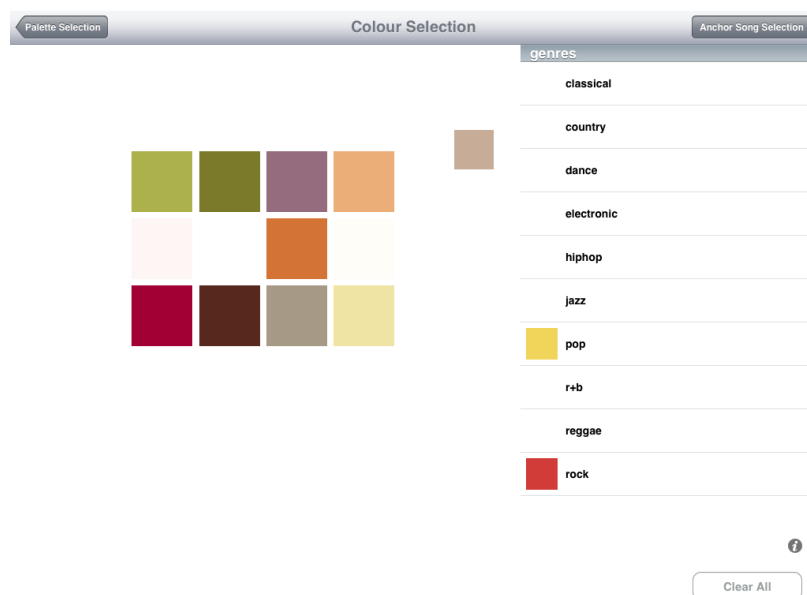 Palette Selection
Colour Selection
Anchor Song Selection
genres
classical
country
dance
electronic
hiphop
jazz
pop
r+b
reggae
rock
i
Clear All